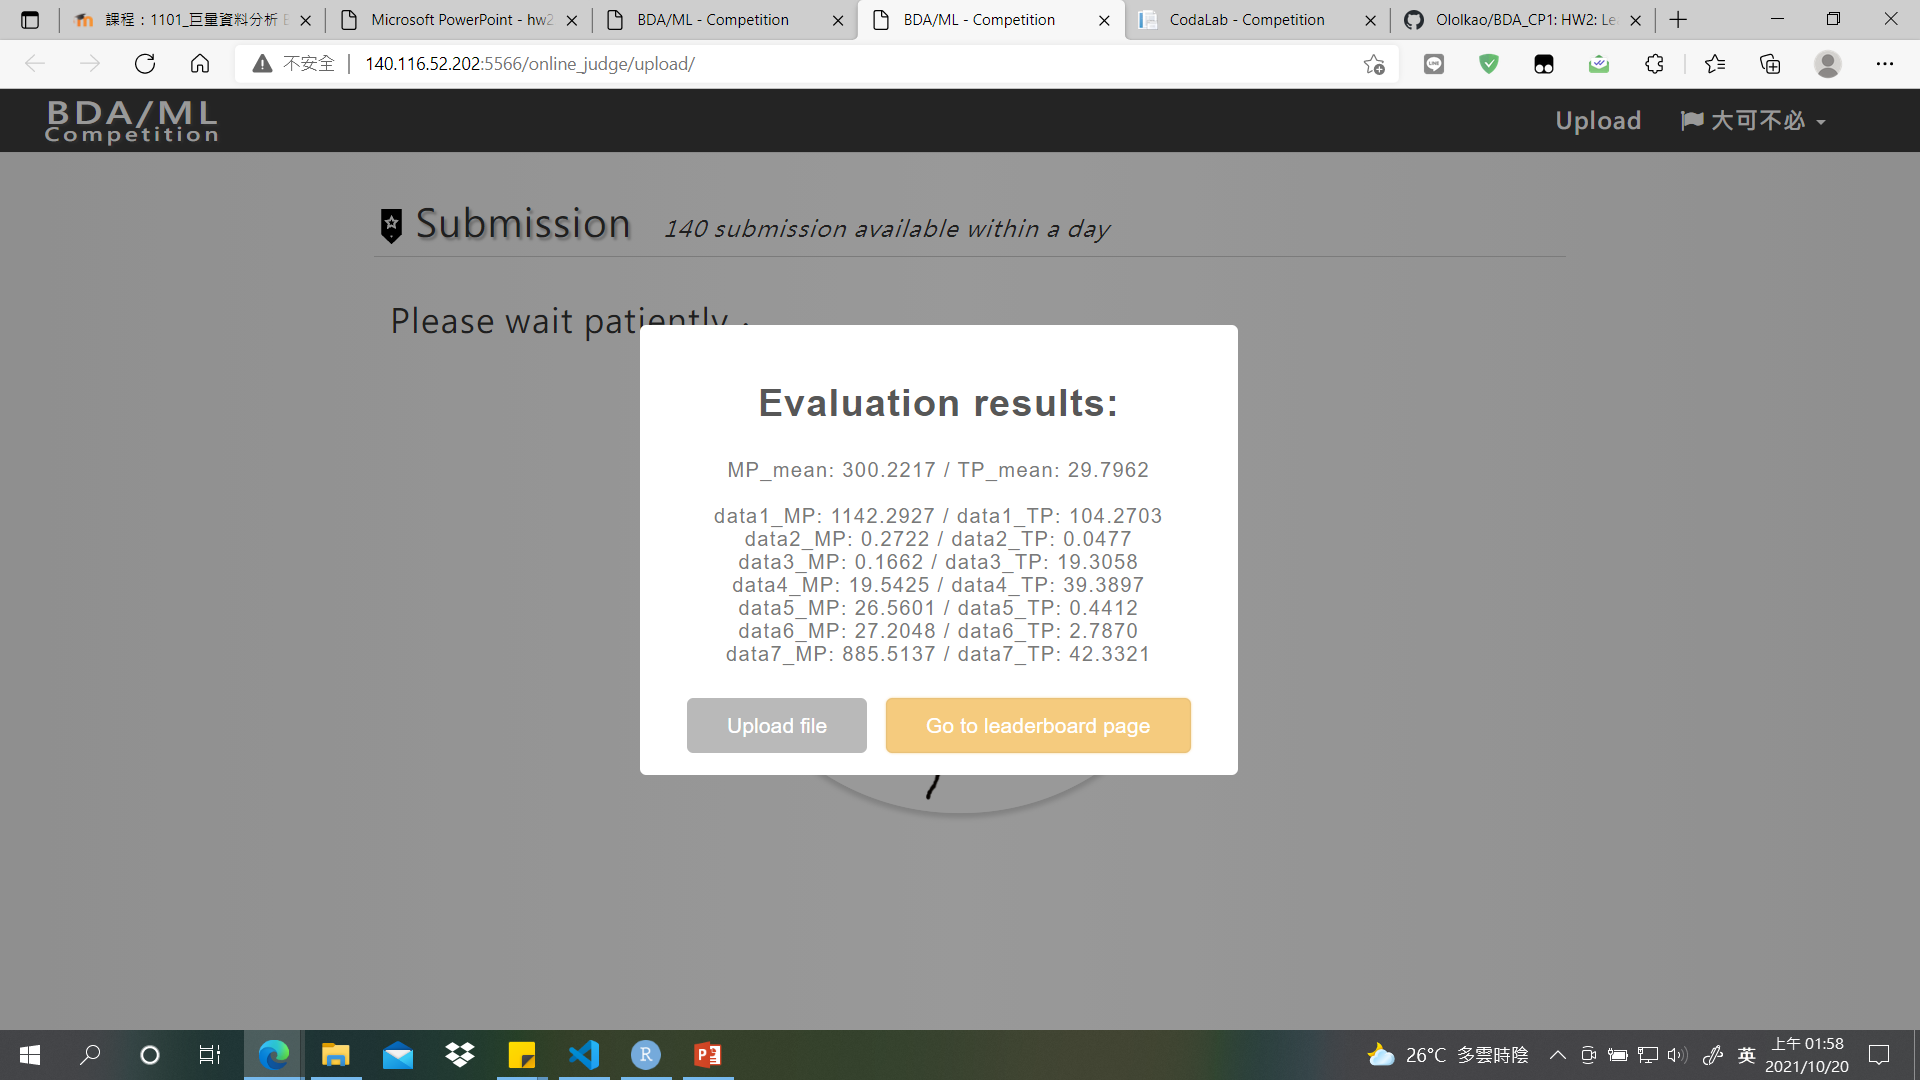 課程：1101_巨量資料分析
Microsoft PowerPoint - hw2
BDA/ML - Competition
BDA/ML - Competition
CodaLab - Competition
Ololkao/BDA_CP1: HW2: Le
不安全
140.116.52.202:5566/online_judge/upload/
BDA/ML
Competition
Upload
大可不必
Submission
140 submission available within a day
Please wait patiently .
Evaluation results:
MP_mean: 300.2217 / TP_mean: 29.7962
data1_MP: 1142.2927 / data1_TP: 104.2703
data2_MP: 0.2722 / data2_TP: 0.0477
data3_MP: 0.1662 / data3_TP: 19.3058
data4_MP: 19.5425 / data4_TP: 39.3897
data5_MP: 26.5601 / data5_TP: 0.4412
data6_MP: 27.2048 / data6_TP: 2.7870
data7_MP: 885.5137 / data7_TP: 42.3321
Upload file
Go to leaderboard page
26°C 多雲時陰
英
上午 01:58
2021/10/20